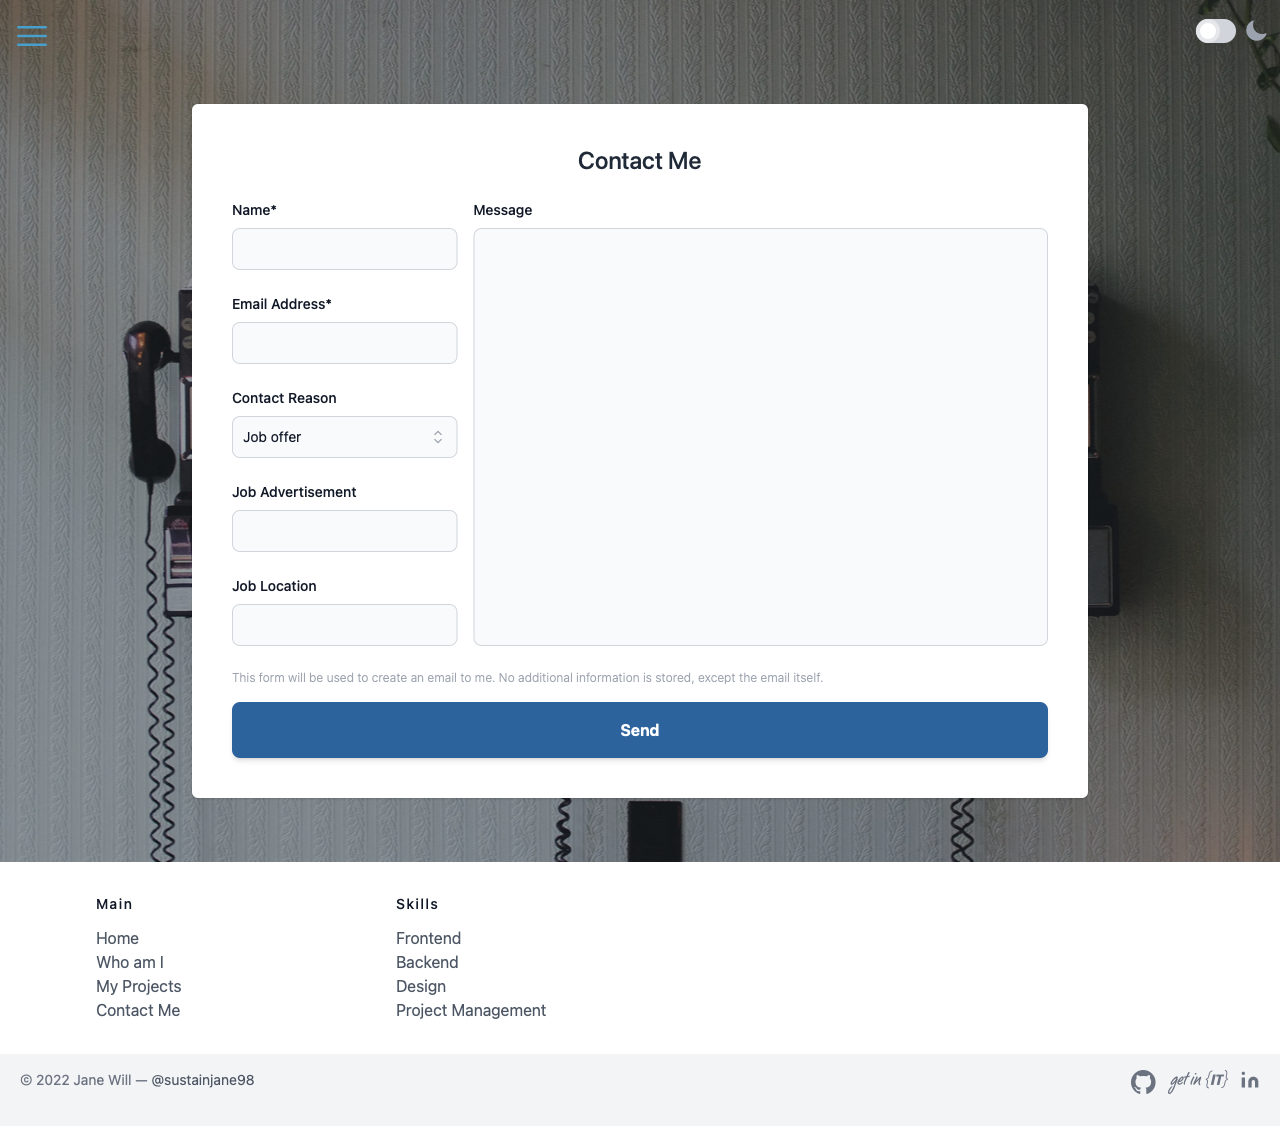 Contact Me
Name*
Message
Email Address*
Contact Reason
Job offer
Job Advertisement
Job Location
This form will be used to create an email to me. No additional information is stored, except the email itself.
Send
Main
Skills
Home
Frontend
Who am I
Backend
My Projects
Design
Contact Me
Project Management
© 2022 Jane Will — @sustainjane98
get in {IT}
in